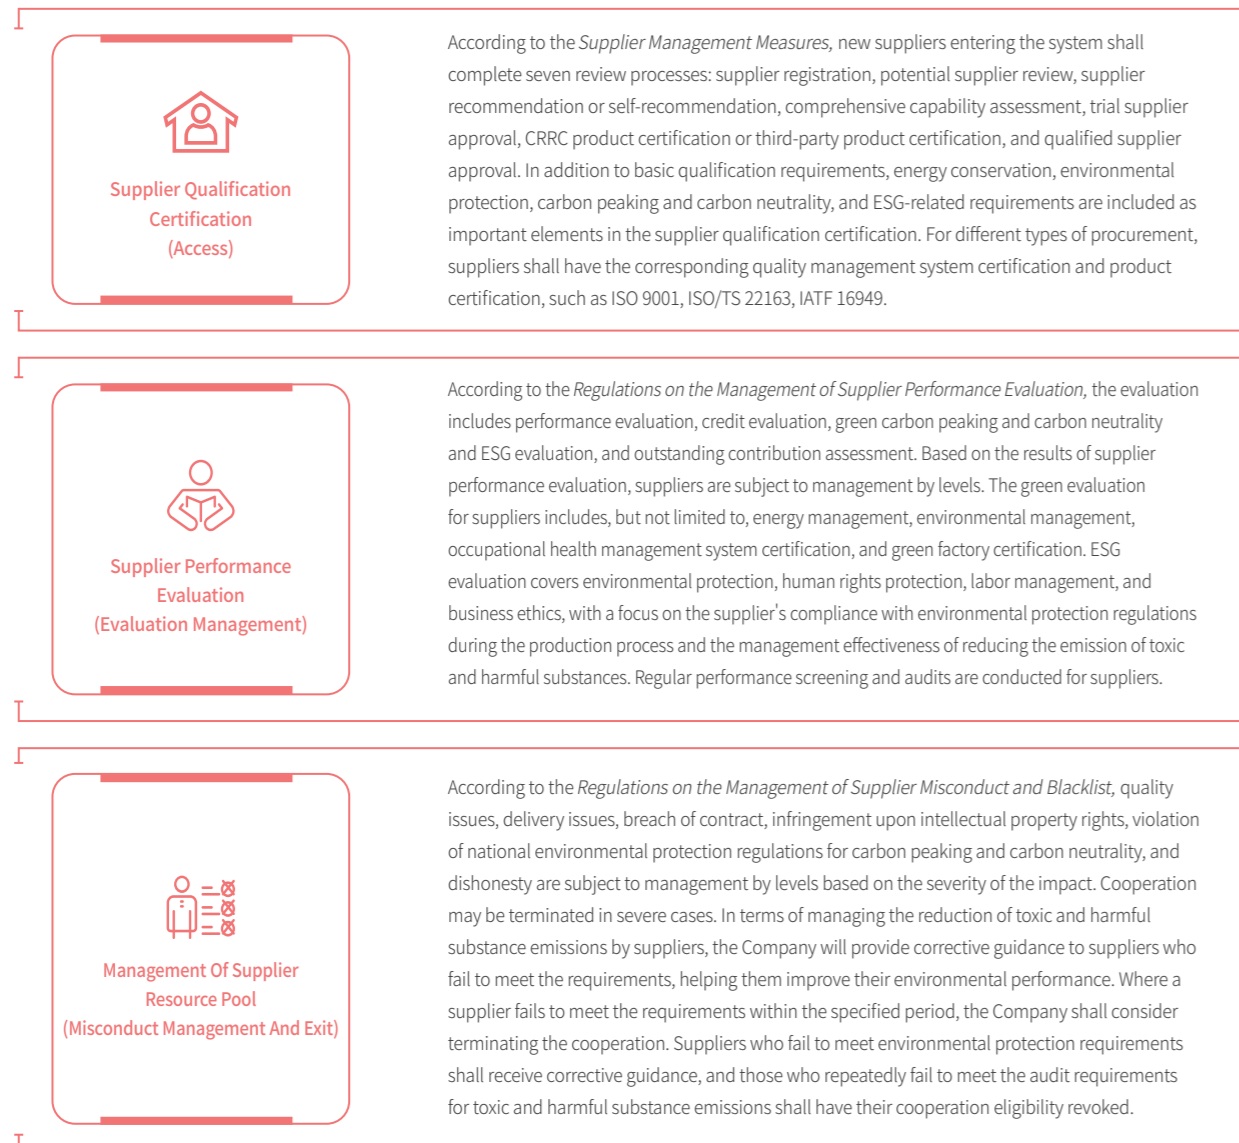 Supplier Qualification
Certification
(Access)
According to the Supplier Management Measures, new suppliers entering the system shall
complete seven review processes: supplier registration, potential supplier review, supplier
recommendation or self-recommendation, comprehensive capability assessment, trial supplier
approval, CRRC product certification or third-party product certification, and qualified supplier
approval. In addition to basic qualification requirements, energy conservation, environmental
protection, carbon peaking and carbon neutrality, and ESG-related requirements are included as
important elements in the supplier qualification certification. For different types of procurement,
suppliers shall have the corresponding quality management system certification and product
certification, such as ISO 9001, ISO/TS 22163, IATF 16949.
Supplier Performance
Evaluation
(Evaluation Management)
According to the Regulations on the Management of Supplier Performance Evaluation, the evaluation
includes performance evaluation, credit evaluation, green carbon peaking and carbon neutrality
and ESG evaluation, and outstanding contribution assessment. Based on the results of supplier
performance evaluation, suppliers are subject to management by levels. The green evaluation
for suppliers includes, but not limited to, energy management, environmental management,
occupational health management system certification, and green factory certification. ESG
evaluation covers environmental protection, human rights protection, labor management, and
business ethics, with a focus on the supplier's compliance with environmental protection regulations
during the production process and the management effectiveness of reducing the emission of toxic
and harmful substances. Regular performance screening and audits are conducted for suppliers.
Management Of Supplier
Resource Pool
(Misconduct Management And Exit)
According to the Regulations on the Management of Supplier Misconduct and Blacklist, quality
issues, delivery issues, breach of contract, infringement upon intellectual property rights, violation
of national environmental protection regulations for carbon peaking and carbon neutrality, and
dishonesty are subject to management by levels based on the severity of the impact. Cooperation
may be terminated in severe cases. In terms of managing the reduction of toxic and harmful
substance emissions by suppliers, the Company will provide corrective guidance to suppliers who
fail to meet the requirements, helping them improve their environmental performance. Where a
supplier fails to meet the requirements within the specified period, the Company shall consider
terminating the cooperation. Suppliers who fail to meet environmental protection requirements
shall receive corrective guidance, and those who repeatedly fail to meet the audit requirements
for toxic and harmful substance emissions shall have their cooperation eligibility revoked.